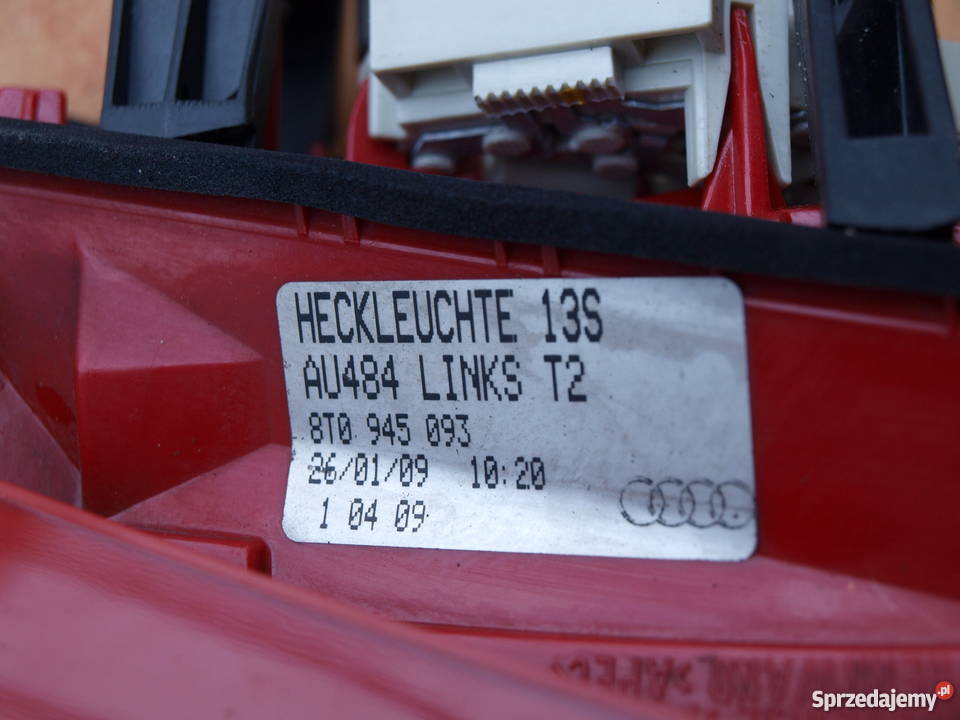 HECKLEUCHTE 13S
AU484 LINKS T2
8T0 945 093
26/01/09 10:20
1 04 09
Sprzedajemy.pl